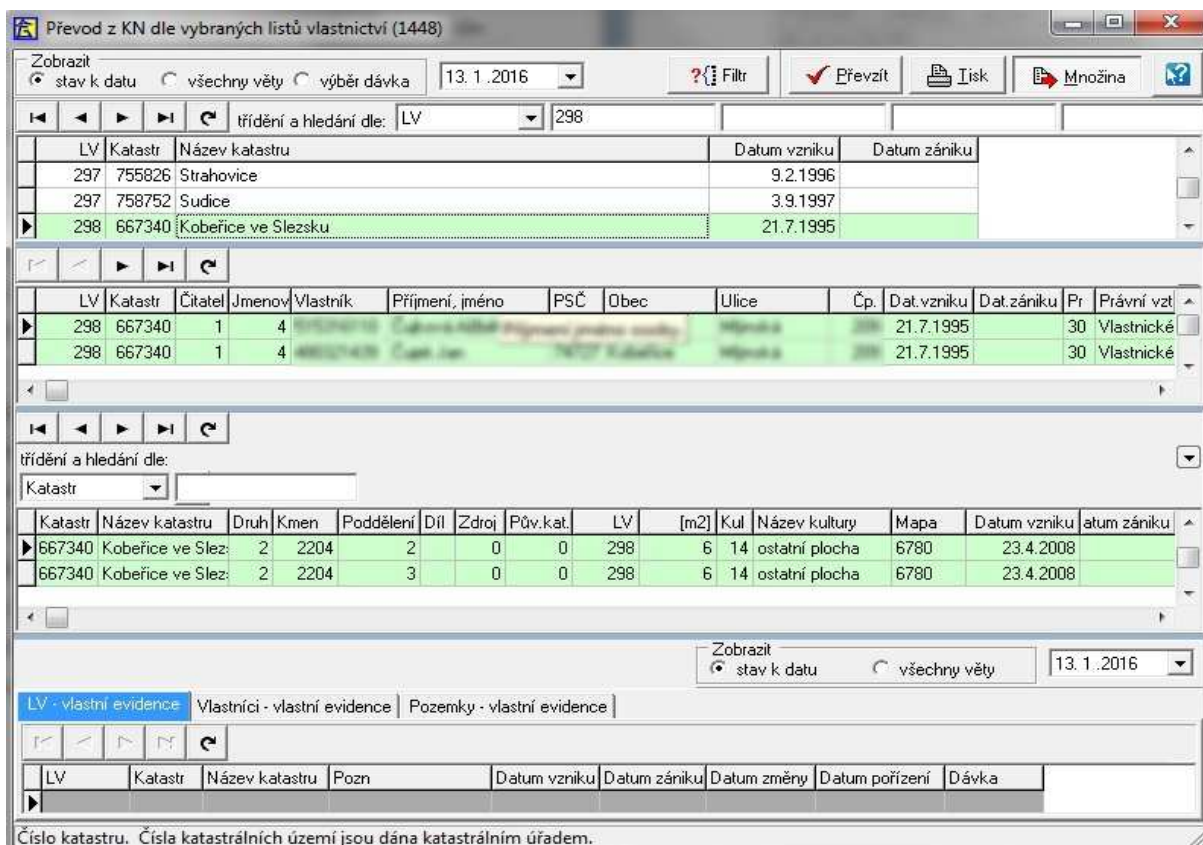 Převod z KN dle vybraných listů vlastnictví (1448)
Zobrazit
stav k datu všechny věty výběr dávka 13. 1 .2016 ?{} Filtr Převzít Tisk Množina
třídění a hledání dle: LV 298
LV Katastr Název katastru Datum vzniku Datum zániku
297 755826 Strahovice 9.2.1996
297 758752 Sudice 3.9.1997
298 667340 Kobeřice ve Slezsku 21.7.1995
LV Katastr Čitatel Jmenov Vlastník Příjmení, jméno PSČ Obec Ulice Čp. Dat.vzniku Dat.zániku Pr Právní vzt
298 667340 1 4 21.7.1995 30 Vlastnické
298 667340 1 4 21.7.1995 30 Vlastnické
třídění a hledání dle:
Katastr
Katastr Název katastru Druh Kmen Poddělení Díl Zdroj Pův.kat. LV [m2] Kul Název kultury Mapa Datum vzniku atum zániku
667340 Kobeřice ve Slez 2 2204 2 0 0 298 6 14 ostatní plocha 6780 23.4.2008
667340 Kobeřice ve Slez 2 2204 3 0 0 298 6 14 ostatní plocha 6780 23.4.2008
Zobrazit
stav k datu všechny věty 13. 1 .2016
LV - vlastní evidence Vlastníci - vlastní evidence Pozemky - vlastní evidence
LV Katastr Název katastru Pozn Datum vzniku Datum zániku Datum změny Datum pořízení Dávka
Číslo katastru. Čísla katastrálních území jsou dána katastrálním úřadem.